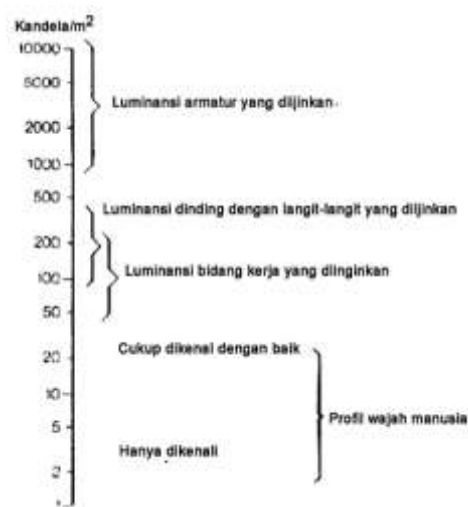 Kandela/m²
10000
5000
Luminansi armatur yang diijinkan.
2000
1000
500
Luminansi dinding dengan langit-langit yang diijinkan
200
Luminansi bidang kerja yang diinginkan
100
50
Cukup dikenal dengan baik
20
10
Profil wajah manusia
5
Hanya dikenali
2